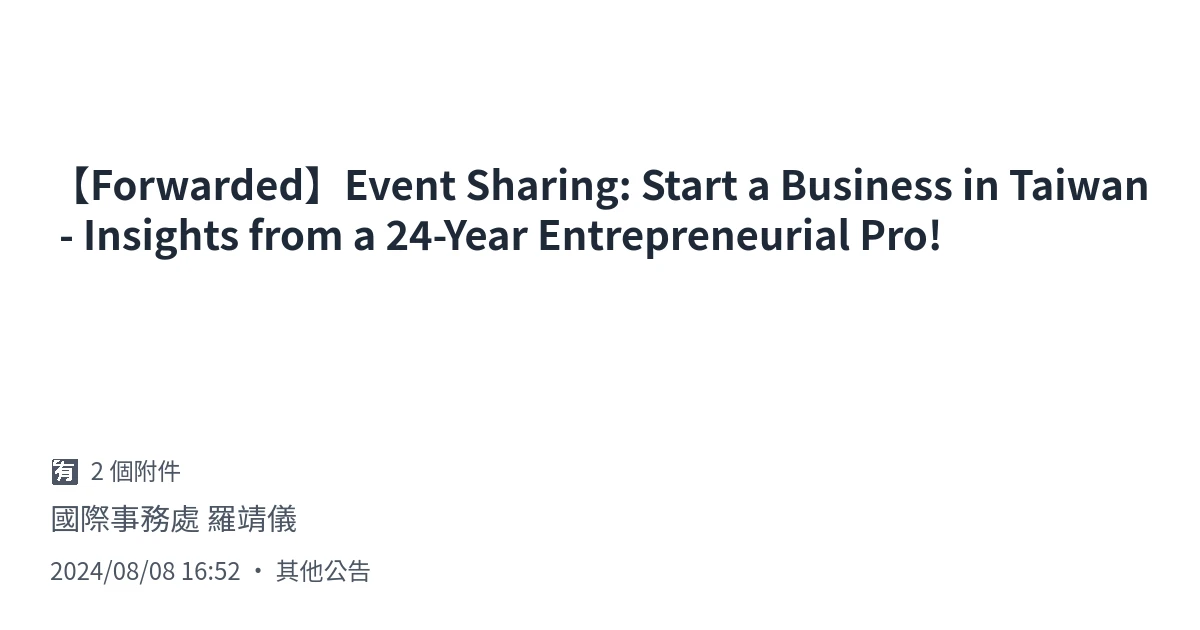 【Forwarded】Event Sharing: Start a Business in Taiwan
- Insights from a 24-Year Entrepreneurial Pro!
🈶 2 個附件
國際事務處 羅靖儀
2024/08/08 16:52 • 其他公告